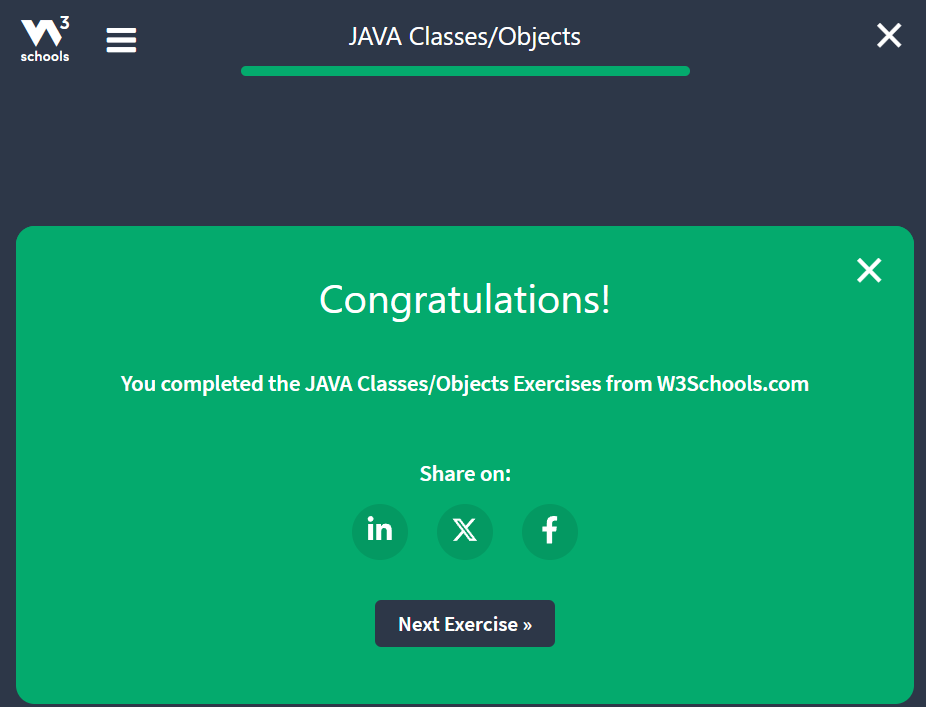 W3
schools
JAVA Classes/Objects
Congratulations!
You completed the JAVA Classes/Objects Exercises from W3Schools.com
Share on:
in X f
Next Exercise »